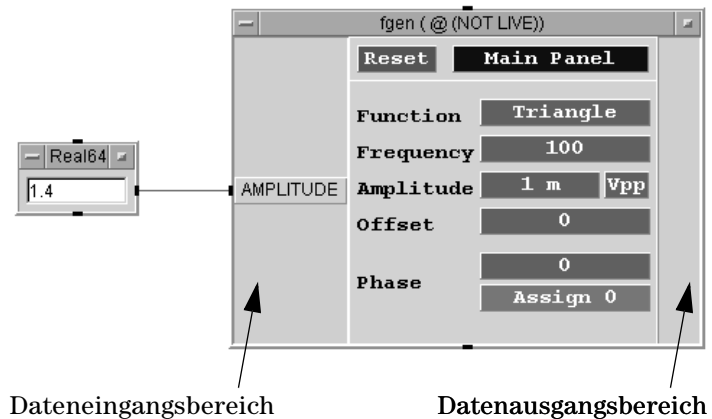 fgen ( @ (NOT LIVE))
Reset Main Panel
Function Triangle
Frequency 100
Real64
1.4
AMPLITUDE Amplitude 1 m Vpp
Offset 0
Phase 0
Assign 0
Dateneingangsbereich Datenausgangsbereich